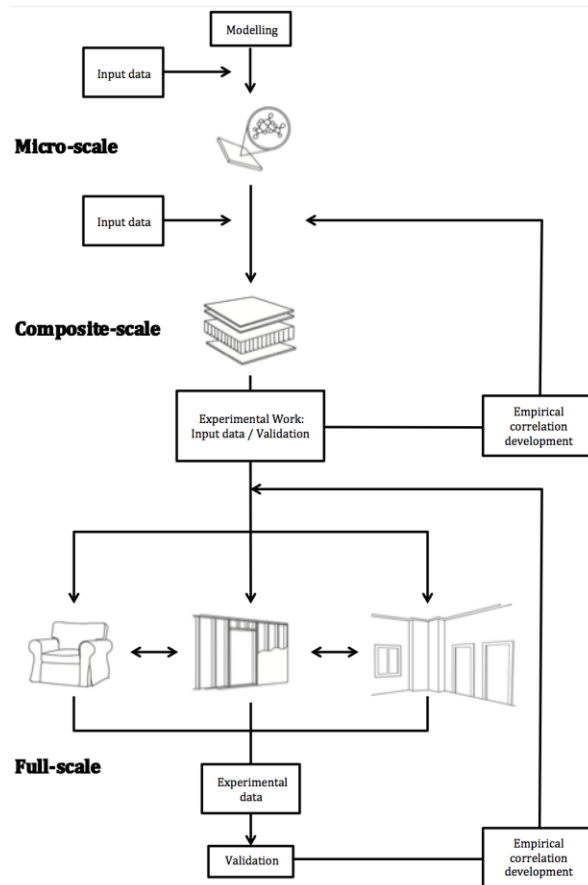 Modelling
Input data
Micro-scale
Input data
Composite-scale
Experimental Work:
Input data / Validation
Empirical
correlation
development
Full-scale
Experimental
data
Validation
Empirical
correlation
development